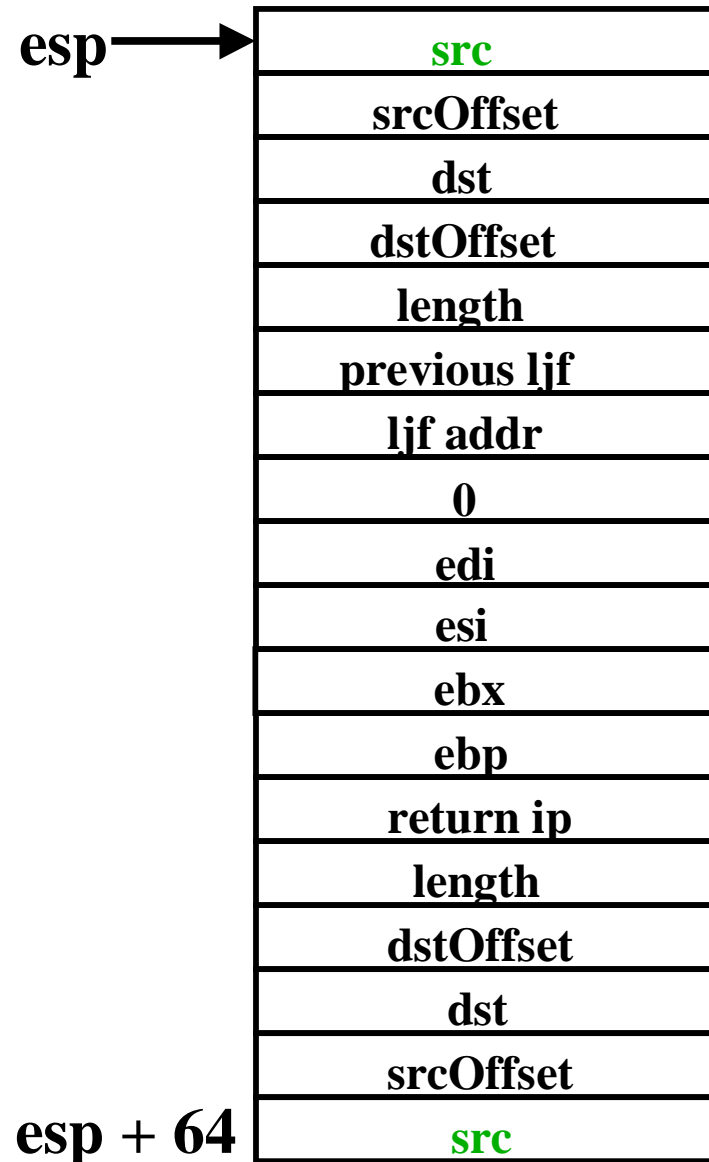 esp
src
srcOffset
dst
dstOffset
length
previous ljf
ljf addr
0
edi
esi
ebx
ebp
return ip
length
dstOffset
dst
srcOffset
esp + 64
src